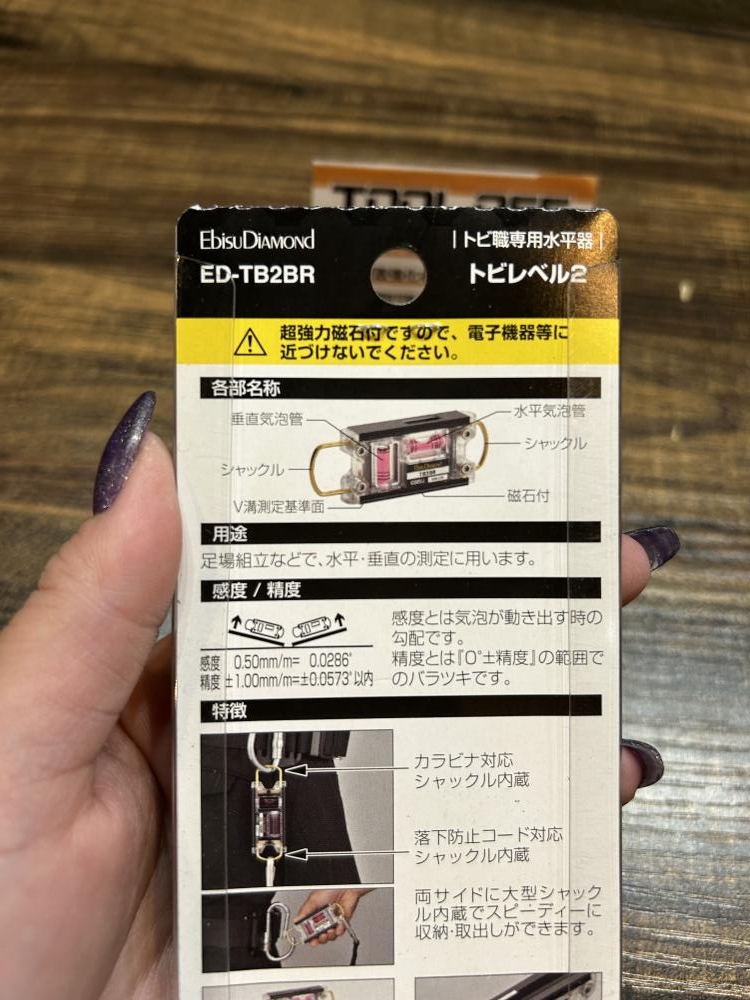 EbisuDiamond
トビ職専用水平器
ED-TB2BR
トビレベル2
超強力磁石付ですので、電子機器等に
近づけないでください。
各部名称
垂直気泡管
水平気泡管
シャックル
シャックル
磁石付
V溝測定基準面
用途
足場組立などで、水平・垂直の測定に用います。
感度 / 精度
感度とは気泡が動き出す時の
勾配です。
精度とは『0°±精度』の範囲で
のバラツキです。
感度 0.50mm/m= 0.0286°
精度 ±1.00mm/m=±0.0573°以内
特徴
カラビナ対応
シャックル内蔵
落下防止コード対応
シャックル内蔵
両サイドに大型シャック
ル内蔵でスピーディーに
収納・取出しができます。